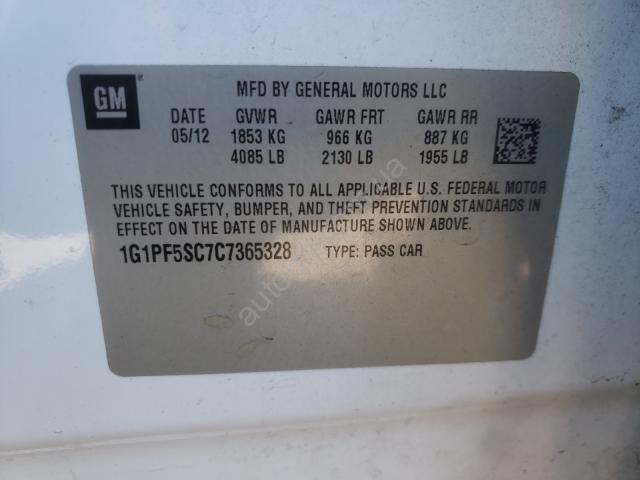 GM ®
MFD BY GENERAL MOTORS LLC
DATE GVWR GAWR FRT GAWR RR
05/12 1853 KG 966 KG 887 KG
4085 LB 2130 LB 1955 LB
THIS VEHICLE CONFORMS TO ALL APPLICABLE U.S. FEDERAL MOTOR
VEHICLE SAFETY, BUMPER, AND THEFT PREVENTION STANDARDS IN
EFFECT ON THE DATE OF MANUFACTURE SHOWN ABOVE.
1G1PF5SC7C7365328 TYPE: PASS CAR